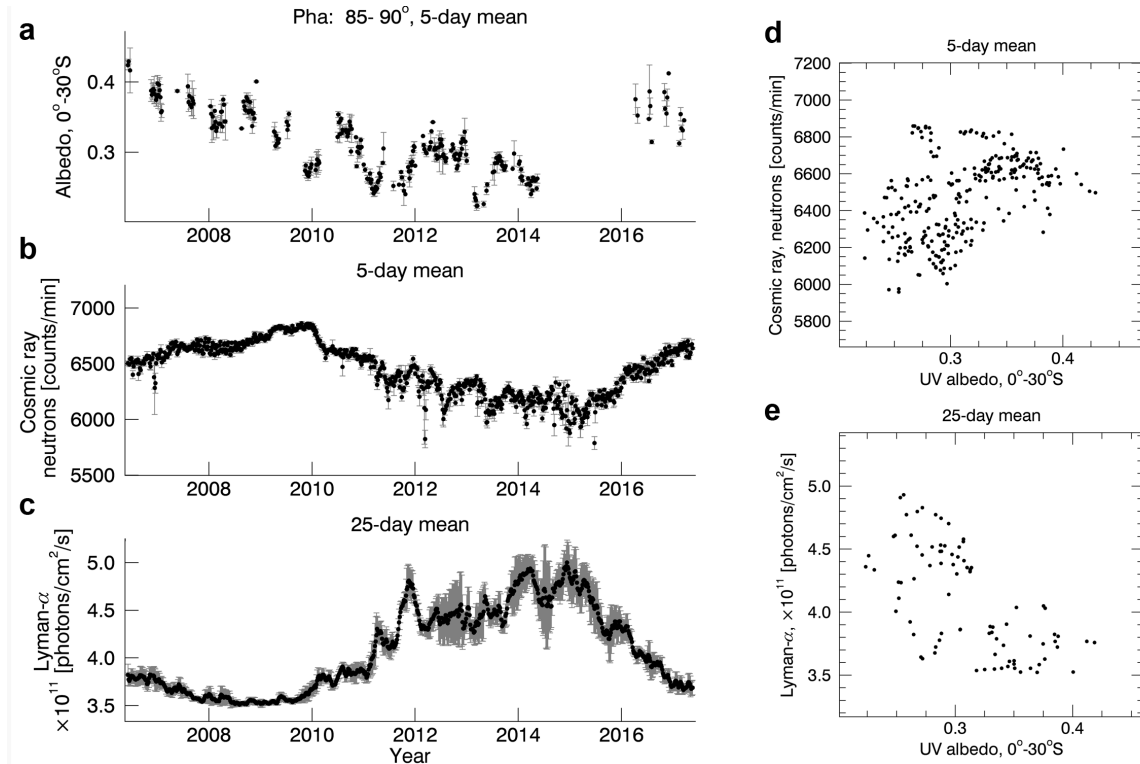 a
Pha: 85- 90°, 5-day mean
Albedo, 0°-30°S
0.4
0.3
2008 2010 2012 2014 2016
b
5-day mean
Cosmic ray
neutrons [counts/min]
7000
6500
6000
5500
2008 2010 2012 2014 2016
c
25-day mean
Lyman-α
×10¹¹ [photons/cm²/s]
5.0
4.5
4.0
3.5
2008 2010 2012 2014 2016
Year
d
5-day mean
Cosmic ray, neutrons [counts/min]
7200
7000
6800
6600
6400
6200
6000
5800
0.3 0.4
UV albedo, 0°-30°S
e
25-day mean
Lyman-α, ×10¹¹ [photons/cm²/s]
5.0
4.5
4.0
3.5
0.3 0.4
UV albedo, 0°-30°S